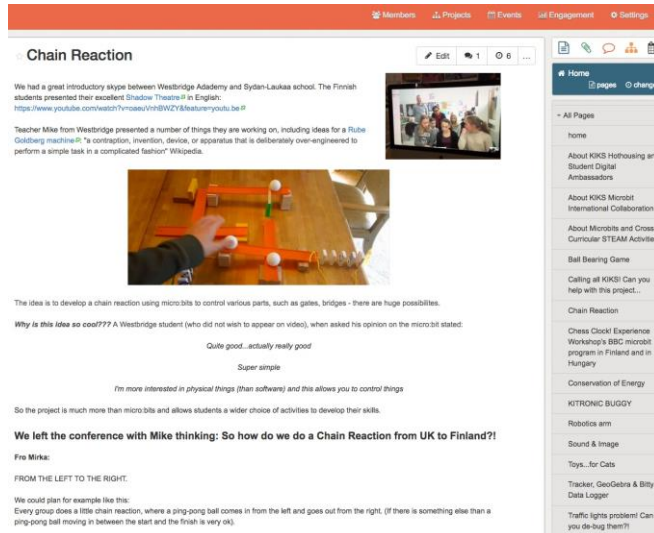 Members Projects Events Engagement Settings
Chain Reaction
Edit 1 6 ...
We had a great introductory skype between Westbridge Adademy and Sydan-Laukaa school. The Finnish
students presented their excellent Shadow Theatre in English:
https://www.youtube.com/watch?v=oaeuVnhBWZY&feature=youtu.be
Teacher Mike from Westbridge presented a number of things they are working on, including ideas for a Rube
Goldberg machine: "a contraption, invention, device, or apparatus that is deliberately over-engineered to
perform a simple task in a complicated fashion" Wikipedia.
The idea is to develop a chain reaction using micro:bits to control various parts, such as gates, bridges - there are huge possibilites.
Why is this idea so cool??? A Westbridge student (who did not wish to appear on video), when asked his opinion on the micro:bit stated:
Quite good...actually really good
Super simple
I'm more interested in physical things (than software) and this allows you to control things
So the project is much more than micro:bits and allows students a wider choice of activities to develop their skills.
We left the conference with Mike thinking: So how do we do a Chain Reaction from UK to Finland?!
Fro Mirka:
FROM THE LEFT TO THE RIGHT.
We could plan for example like this:
Every group does a little chain reaction, where a ping-pong ball comes in from the left and goes out from the right. (If there is something else than a
ping-pong ball moving in between the start and the finish is very ok).
Home
pages chang
All Pages
home
About KIKS Hothousing an
Student Digital
Ambassadors
About KIKS Microbit
International Collaboration
About Microbits and Cross
Curricular STEAM Activitie
Ball Bearing Game
Calling all KIKS! Can you
help with this project...
Chain Reaction
Chess Clock! Experience
Workshop's BBC microbit
program in Finland and in
Hungary
Conservation of Energy
KITRONIC BUGGY
Robotics arm
Sound & Image
Toys...for Cats
Tracker, GeoGebra & Bitty
Data Logger
Traffic lights problem! Can
you de-bug them?!